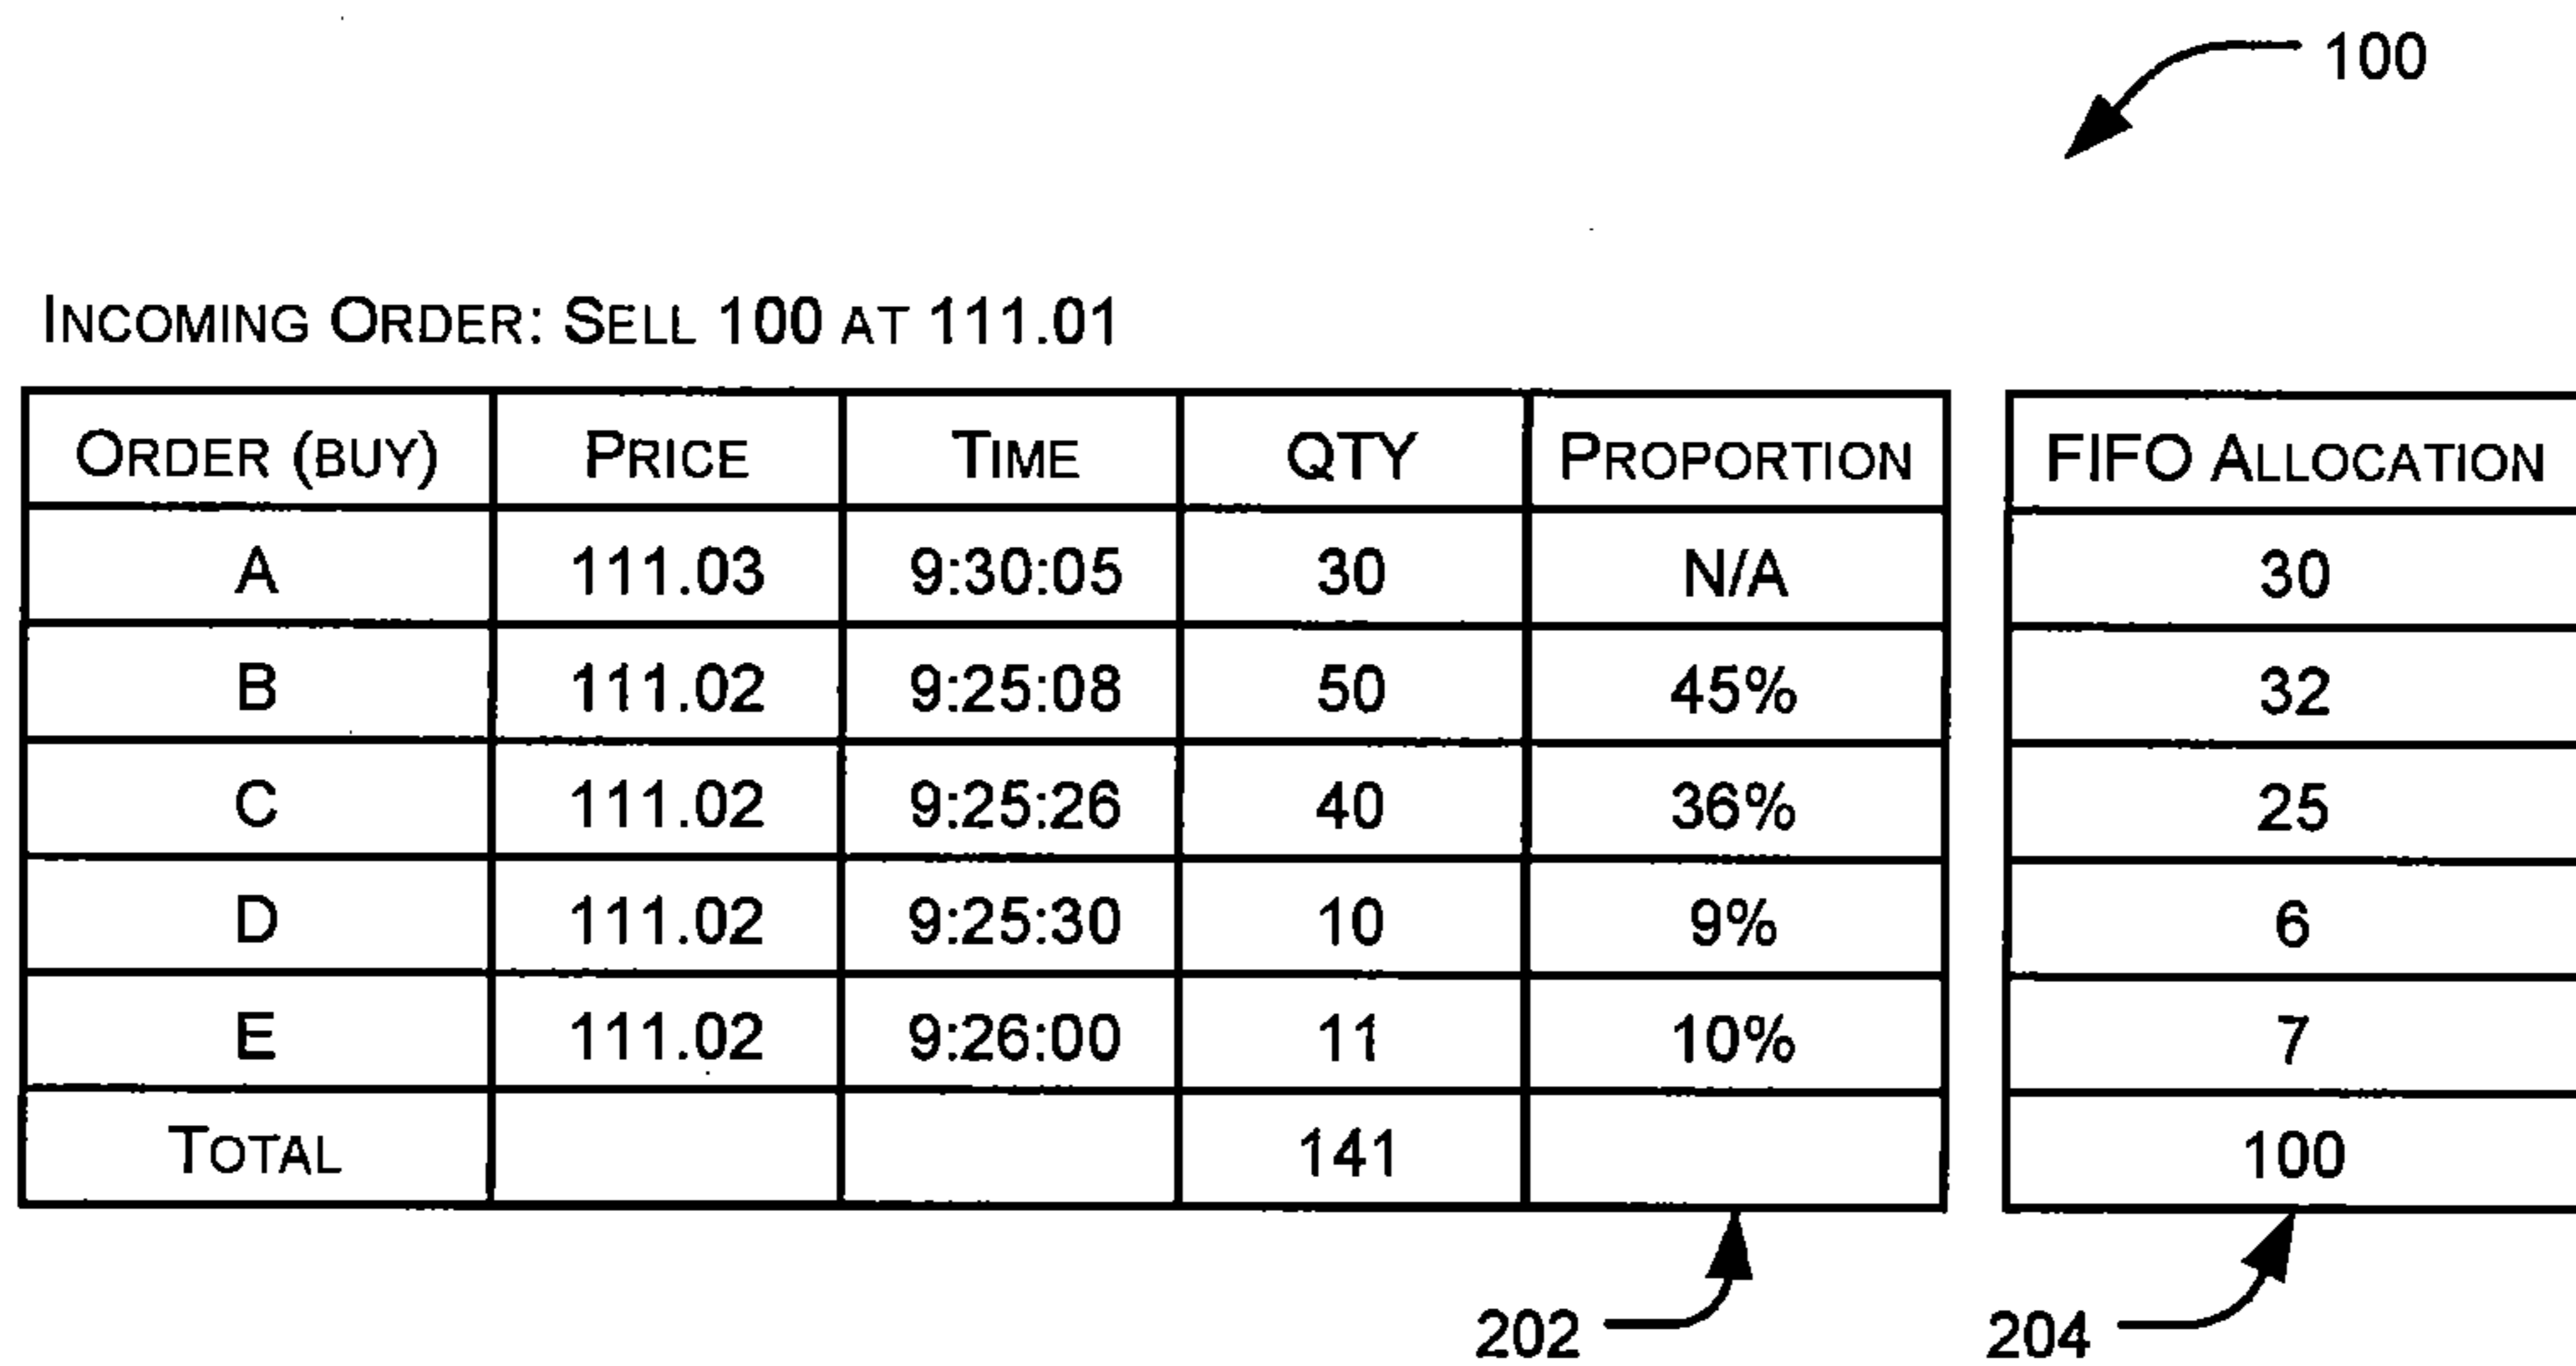 100
INCOMING ORDER: SELL 100 AT 111.01
ORDER (BUY) PRICE TIME QTY PROPORTION FIFO ALLOCATION
A 111.03 9:30:05 30 N/A 30
B 111.02 9:25:08 50 45% 32
C 111.02 9:25:26 40 36% 25
D 111.02 9:25:30 10 9% 6
E 111.02 9:26:00 11 10% 7
TOTAL 141 100
202 204